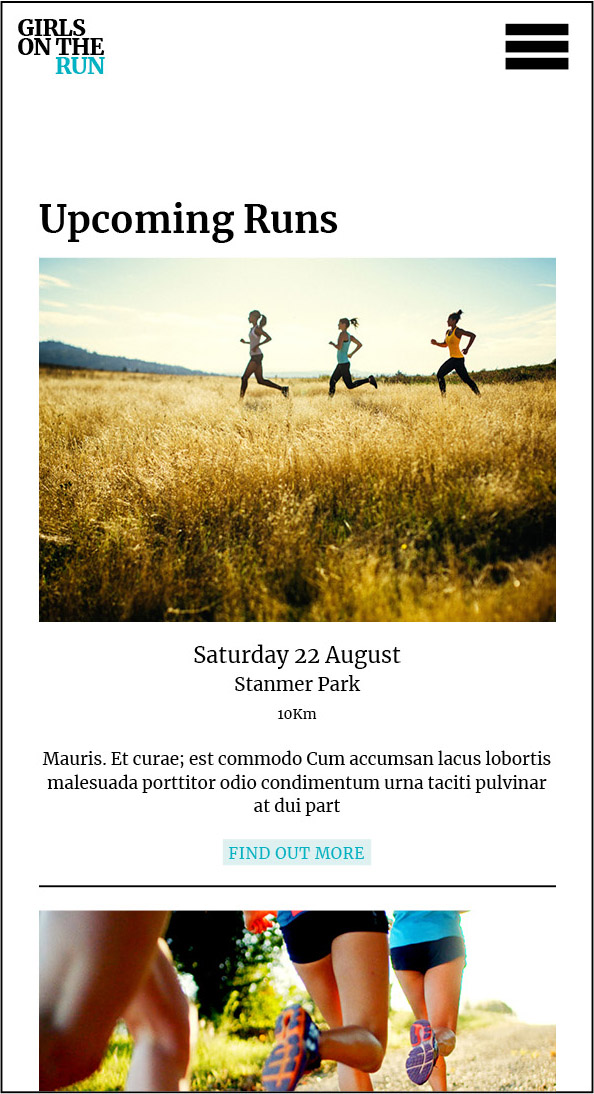 GIRLS
ON THE
RUN
Upcoming Runs
Saturday 22 August
Stanmer Park
10Km
Mauris. Et curae; est commodo Cum accumsan lacus lobortis
malesuada porttitor odio condimentum urna taciti pulvinar
at dui part
FIND OUT MORE